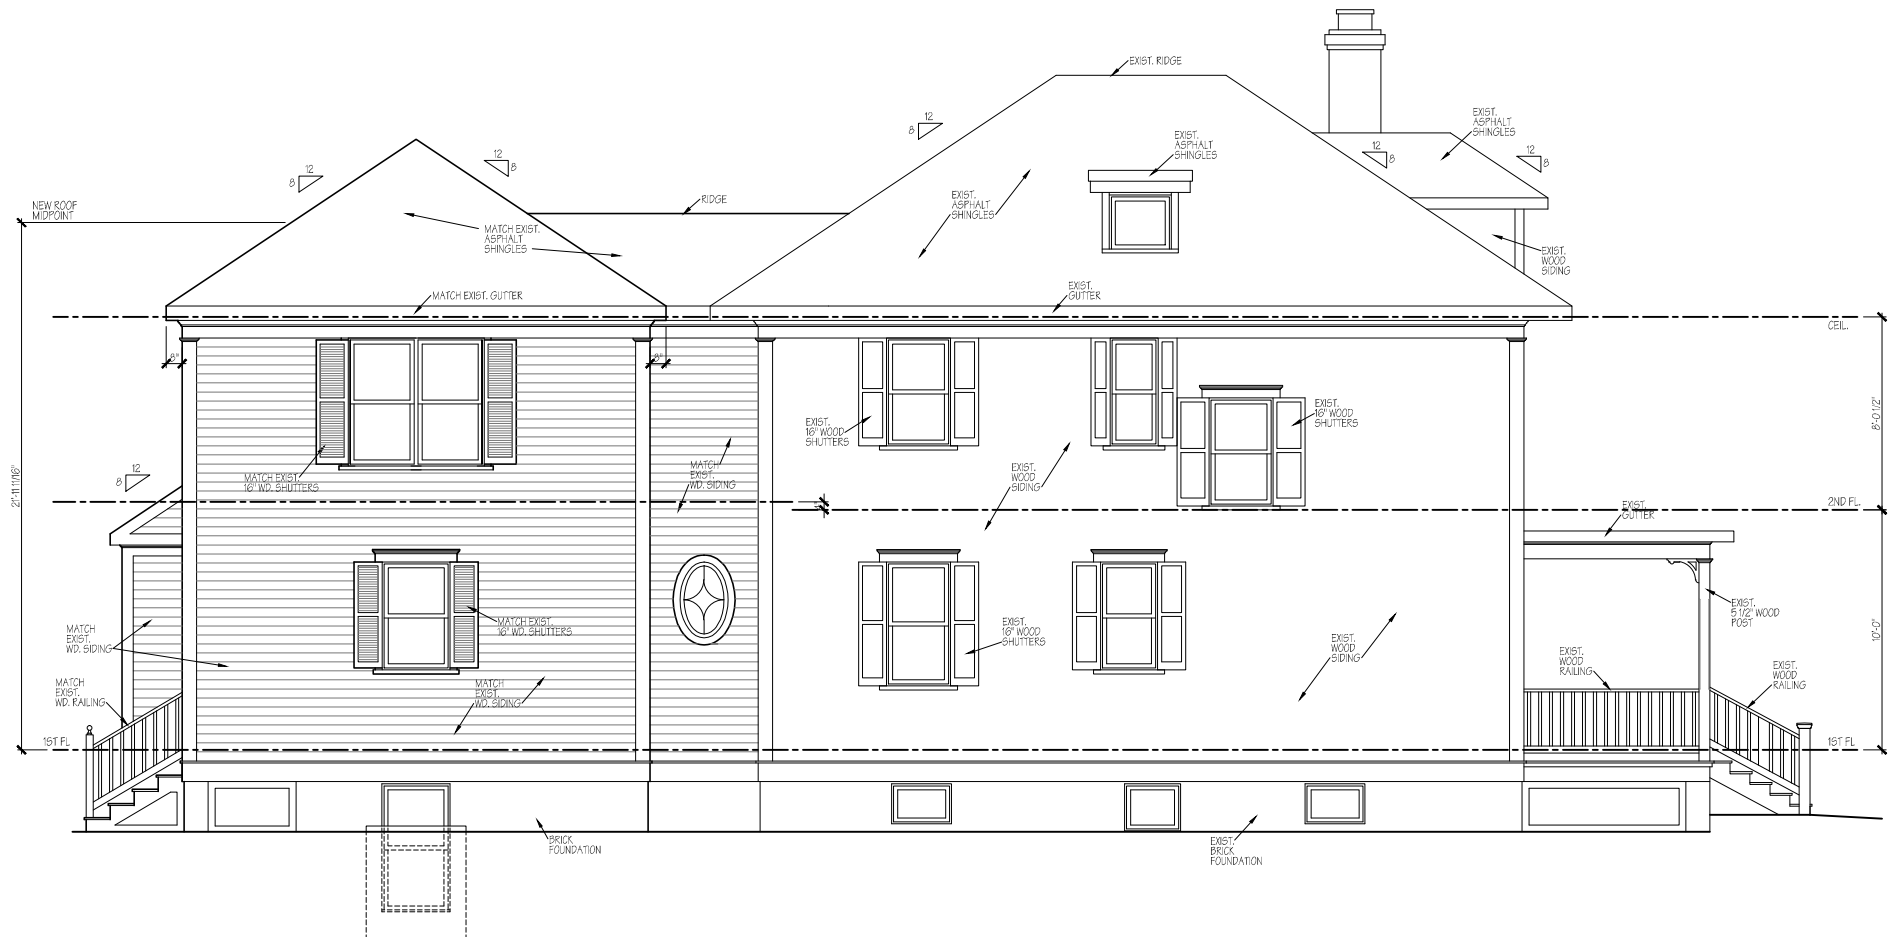 EXIST. RIDGE
12
8
EXIST.
ASPHALT
SHINGLES
EXIST.
ASPHALT
SHINGLES
12
8
12
8
12
8
12
8
EXIST.
ASPHALT
SHINGLES
RIDGE
NEW ROOF
MIDPOINT
MATCH EXIST.
ASPHALT
SHINGLES
EXIST.
WOOD
SIDING
MATCH EXIST. GUTTER
EXIST.
GUTTER
CEIL.
8"
8"
EXIST.
16" WOOD
SHUTTERS
EXIST.
16" WOOD
SHUTTERS
8'-0 1/2"
MATCH
EXIST.
WD. SIDING
EXIST.
WOOD
SIDING
12
8
MATCH EXIST.
16" WD. SHUTTERS
21'-11 11/16"
2ND FL.
EXIST.
GUTTER
EXIST.
5 1/2" WOOD
POST
MATCH
EXIST.
WD. SIDING
MATCH EXIST.
16" WD. SHUTTERS
EXIST.
16" WOOD
SHUTTERS
EXIST.
WOOD
SIDING
10'-0"
EXIST.
WOOD
RAILING
EXIST.
WOOD
RAILING
MATCH
EXIST.
WD. RAILING
MATCH
EXIST.
WD. SIDING
1ST FL
1ST FL
BRICK
FOUNDATION
EXIST.
BRICK
FOUNDATION